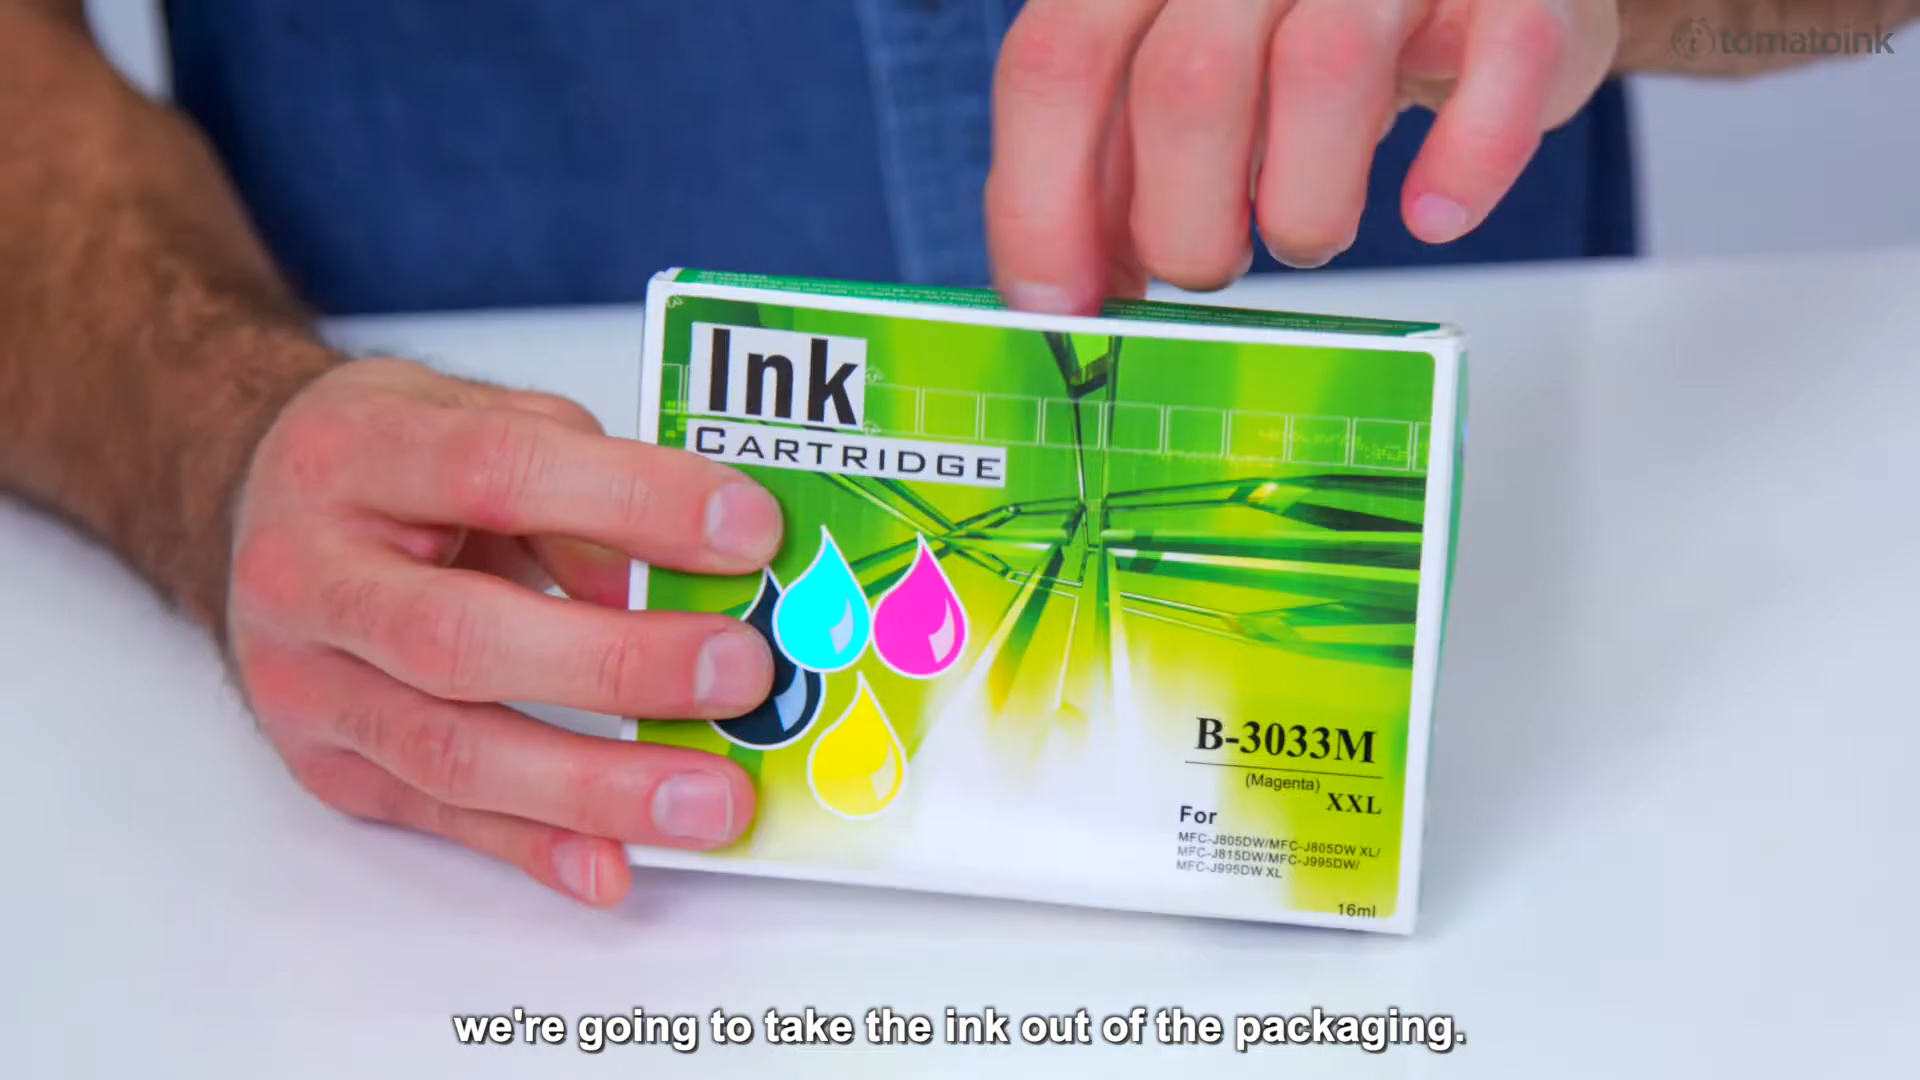 tomatoink
Ink
CARTRIDGE
B-3033M
(Magenta)
XXL
For
MFC-J805DW/MFC-J805DW XL/
MFC-J815DW/MFC-J995DW/
MFC-J995DW XL
16ml
we're going to take the ink out of the packaging.